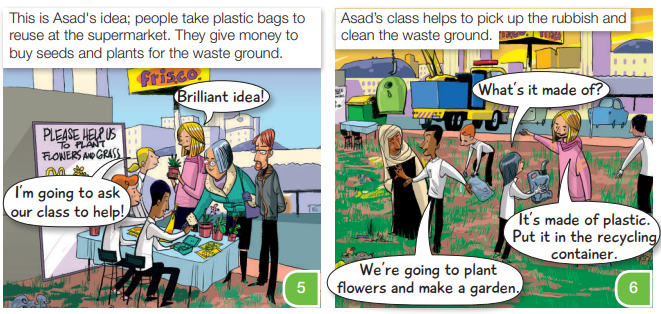 This is Asad's idea; people take plastic bags to
reuse at the supermarket. They give money to
buy seeds and plants for the waste ground.
frisco.
Brilliant idea!
PLEASE HELP US
TO PLANT
FLOWERS AND GRASS
I'm going to ask
our class to help!
5
Asad's class helps to pick up the rubbish and
clean the waste ground.
What's it made of?
It's made of plastic.
Put it in the recycling
container.
We're going to plant
flowers and make a garden.
6